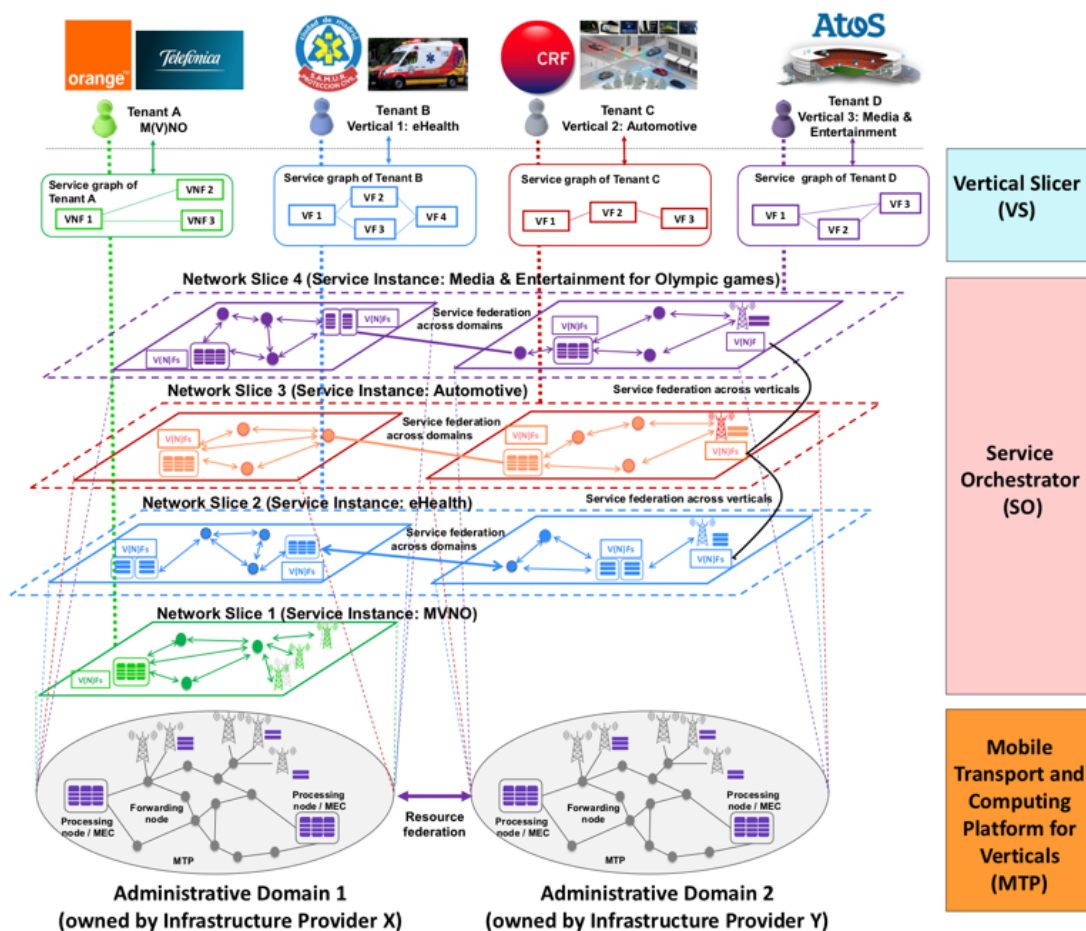 orange™
Telefónica
ciudad de madrid
S.A.M.U.R.
PROTECCION CIVIL
CRF
AtoS
Tenant A
M(V)NO
Tenant B
Vertical 1: eHealth
Tenant C
Vertical 2: Automotive
Tenant D
Vertical 3: Media &
Entertainment
Service graph of
Tenant A
VNF 1
VNF 2
VNF 3
Service graph of Tenant B
VF 1
VF 2
VF 3
VF 4
Service graph of Tenant C
VF 1
VF 2
VF 3
Service graph of Tenant D
VF 1
VF 2
VF 3
Vertical Slicer
(VS)
Network Slice 4 (Service Instance: Media & Entertainment for Olympic games)
V(N)Fs
V(N)Fs
Service federation
across domains
V(N)Fs
V(N)F
Service federation across verticals
Network Slice 3 (Service Instance: Automotive)
V(N)Fs
Service federation
across domains
V(N)Fs
V(N)Fs
Service federation across verticals
Network Slice 2 (Service Instance: eHealth)
V(N)Fs
V(N)Fs
Service federation
across domains
V(N)Fs
V(N)Fs
Network Slice 1 (Service Instance: MVNO)
V(N)Fs
Service
Orchestrator
(SO)
Processing
node / MEC
Forwarding
node
Processing
node / MEC
MTP
Resource
federation
Processing
node / MEC
Forwarding
node
Processing
node / MEC
MTP
Administrative Domain 1
(owned by Infrastructure Provider X)
Administrative Domain 2
(owned by Infrastructure Provider Y)
Mobile
Transport and
Computing
Platform for
Verticals
(MTP)